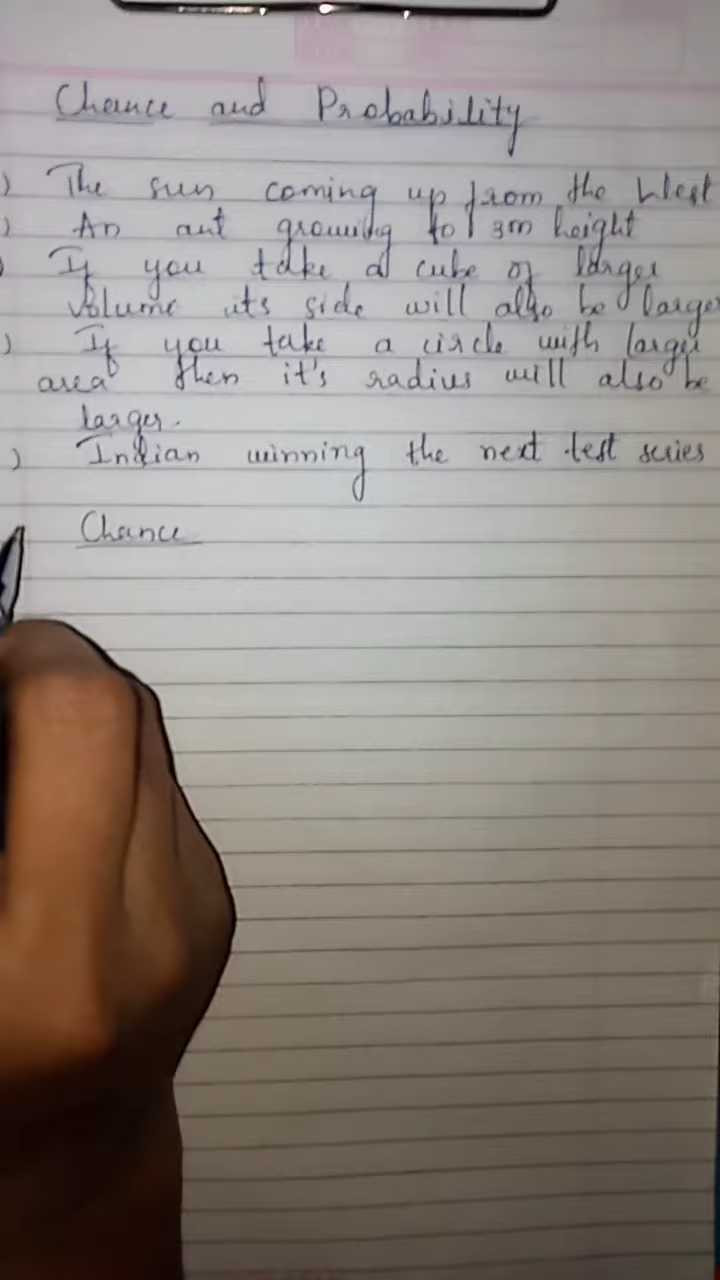 Chance and Probability
) The sun coming up from the West
) An ant growing to 3m height
) If you take a cube of larger
volume its side will also be larger
) If you take a circle with larger
area then it's radius will also be
larger.
) Indian winning the next test series
Chance